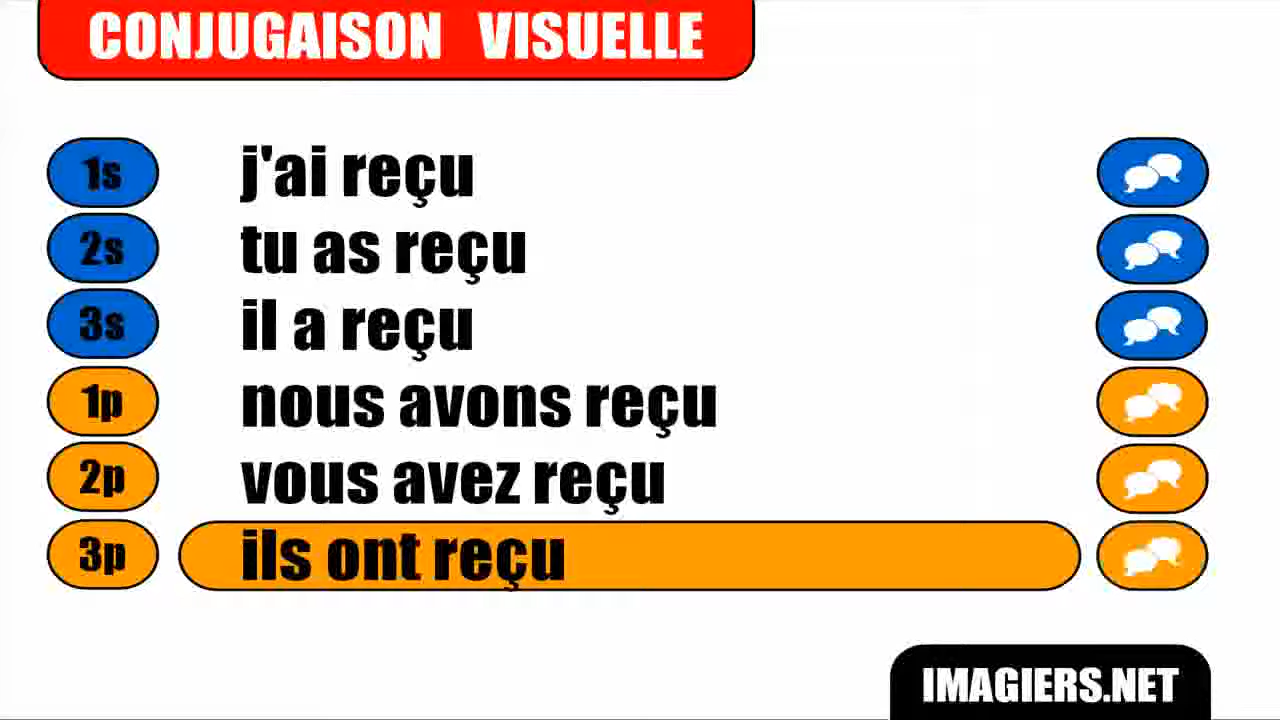 CONJUGAISON VISUELLE
1s j'ai reçu
2s tu as reçu
3s il a reçu
1p nous avons reçu
2p vous avez reçu
3p ils ont reçu
IMAGIERS.NET